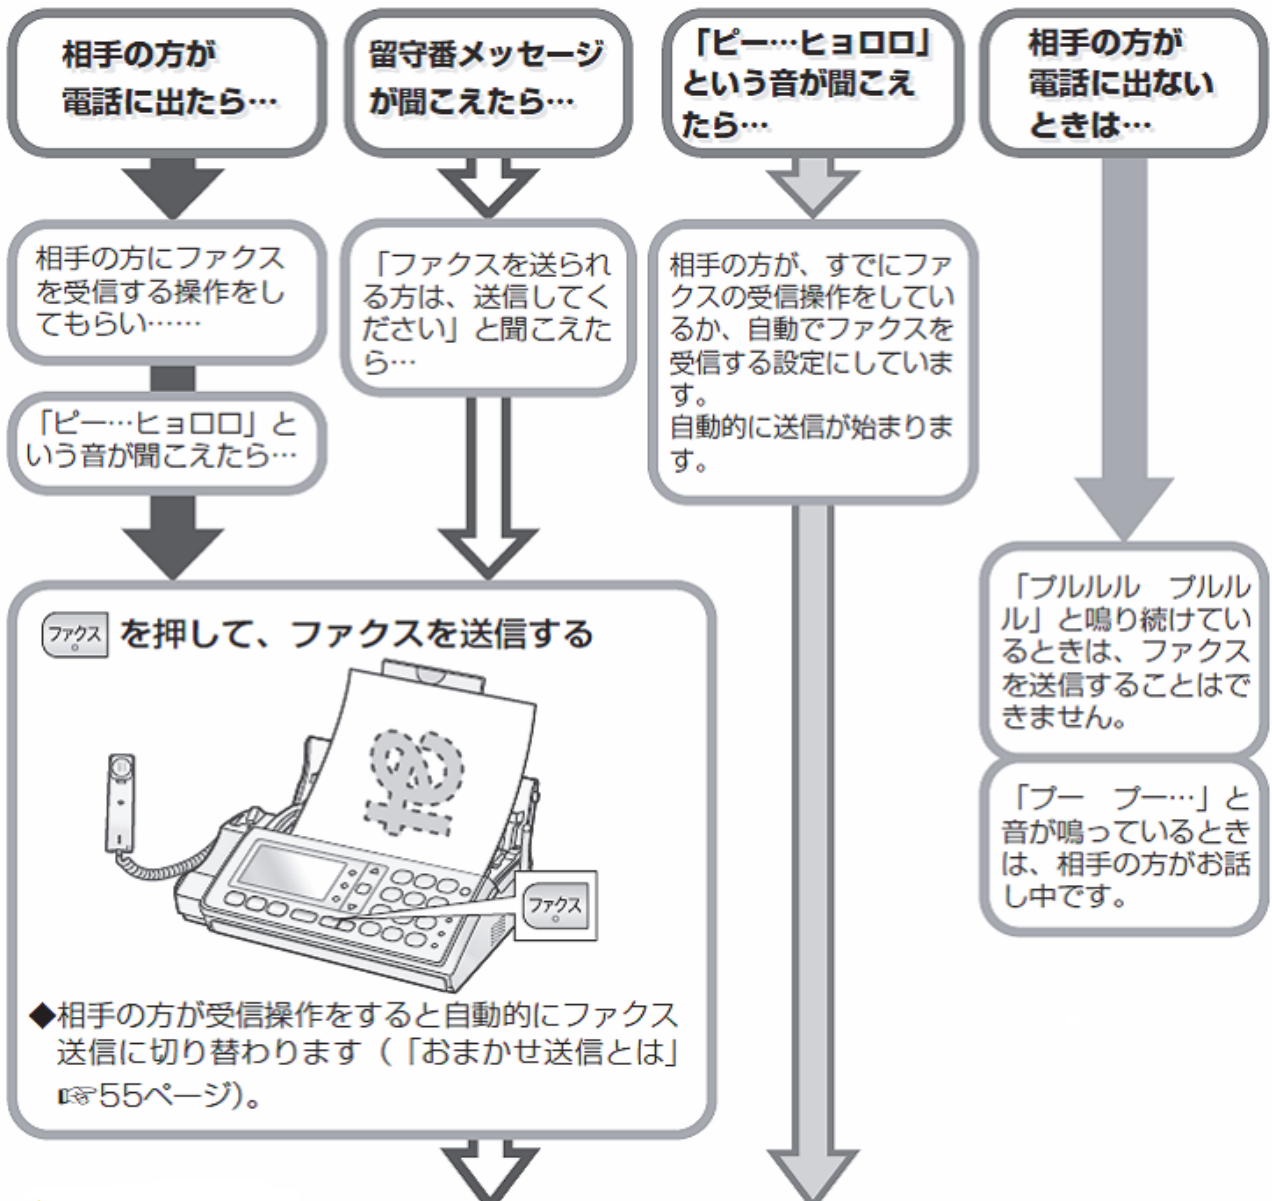 相手の方が
電話に出たら…
留守番メッセージ
が聞こえたら…
「ピー…ヒョロロ」
という音が聞こえ
たら…
相手の方が
電話に出ない
ときは…
相手の方にファクス
を受信する操作をし
てもらい……
「ピー…ヒョロロ」と
いう音が聞こえたら…
「ファクスを送られ
る方は、送信してく
ださい」と聞こえた
ら…
相手の方が、すでにファ
クスの受信操作をしてい
るか、自動でファクスを
受信する設定にしていま
す。
自動的に送信が始まりま
す。
「プルルル　プルル
ル」と鳴り続けてい
るときは、ファクス
を送信することはで
きません。
「プー　プー…」と
音が鳴っているとき
は、相手の方がお話
し中です。
ファクス を押して、ファクスを送信する
ファクス
◆相手の方が受信操作をすると自動的にファクス
送信に切り替わります（「おまかせ送信とは」
☞55ページ）。